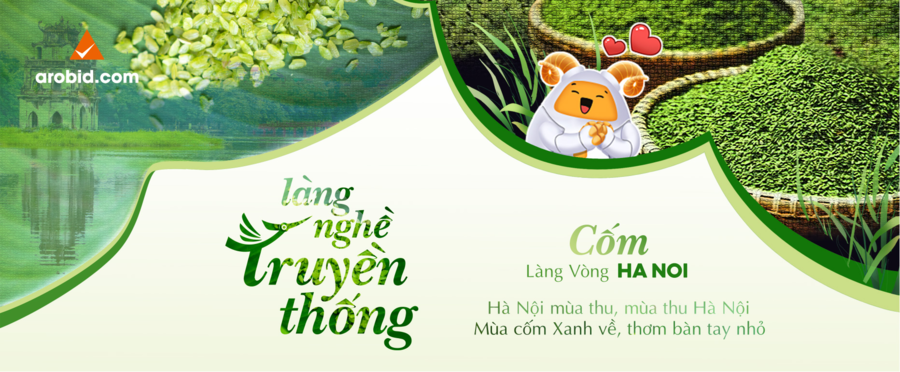 arobid.com
làng
nghề
Truyền
thống
Cốm
Làng Vòng HA NOI
Hà Nội mùa thu, mùa thu Hà Nội
Mùa cốm Xanh về, thơm bàn tay nhỏ